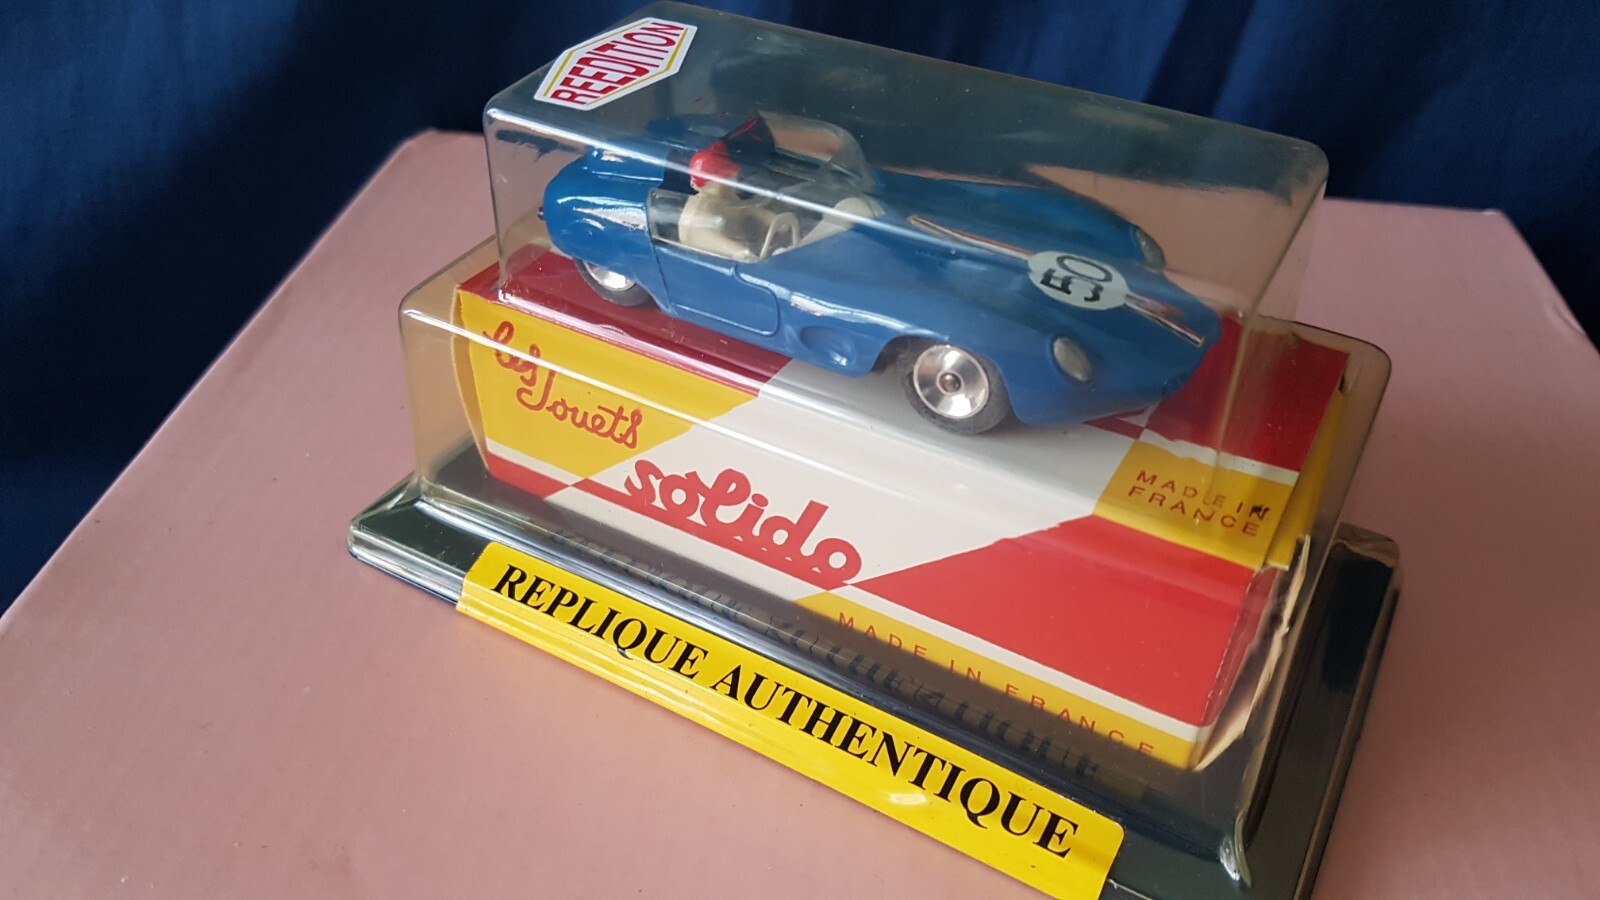 REEDITION
50
les
Jouets
solido
MADE IN
FRANCE
MADE IN FRANCE
REPLIQUE AUTHENTIQUE